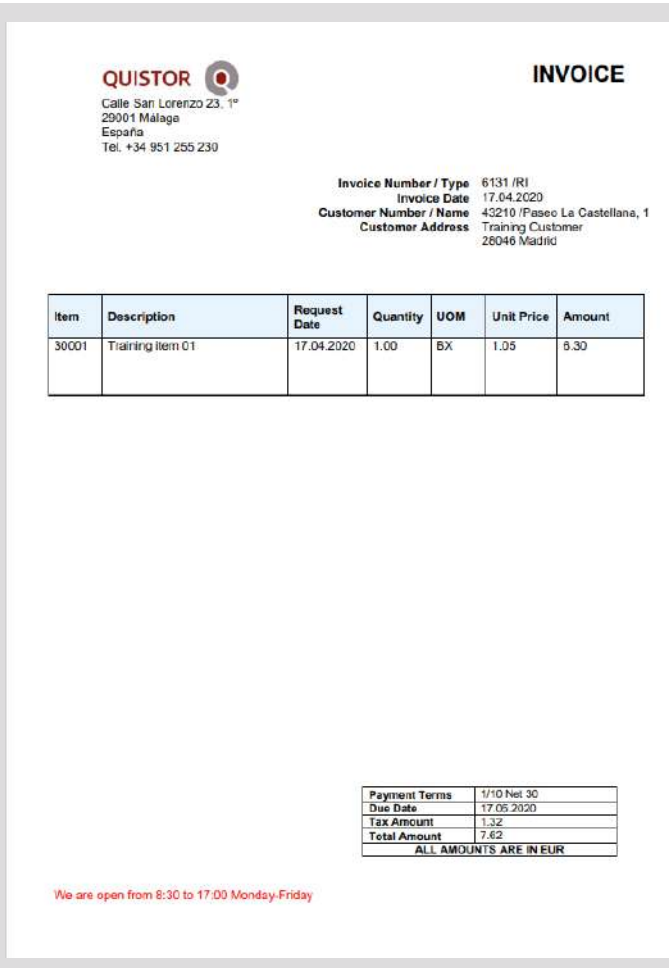 QUISTOR
INVOICE
Calle San Lorenzo 23, 1º
29001 Málaga
España
Tel. +34 951 255 230
Invoice Number / Type 6131 /RI
Invoice Date 17.04.2020
Customer Number / Name 43210 /Paseo La Castellana, 1
Customer Address Training Customer
28046 Madrid
Item Description Request Date Quantity UOM Unit Price Amount
30001 Training Item 01 17.04.2020 1.00 BX 1.05 6.30
Payment Terms 1/10 Net 30
Due Date 17.05.2020
Tax Amount 1.32
Total Amount 7.62
ALL AMOUNTS ARE IN EUR
We are open from 8:30 to 17:00 Monday-Friday